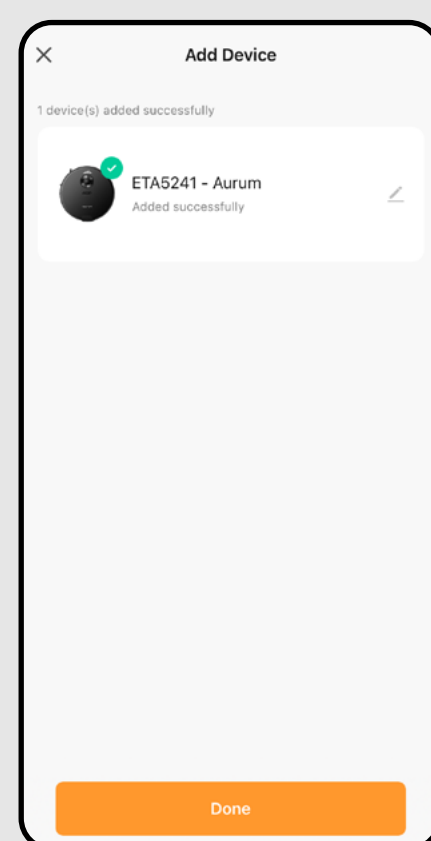 Add Device
1 device(s) added successfully
ETA5241 - Aurum
Added successfully
Done